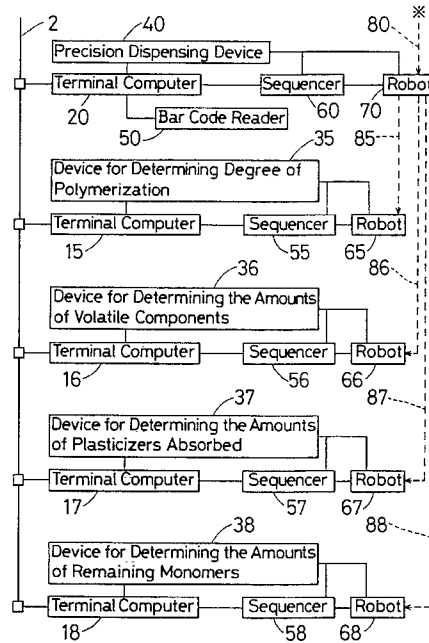 2
40
80
※
Precision Dispensing Device
Terminal Computer
Sequencer
Robot
20
60
70
50
Bar Code Reader
85
35
Device for Determining Degree of
Polymerization
Terminal Computer
Sequencer
Robot
15
55
65
86
36
Device for Determining the Amounts
of Volatile Components
Terminal Computer
Sequencer
Robot
16
56
66
87
37
Device for Determining the Amounts
of Plasticizers Absorbed
Terminal Computer
Sequencer
Robot
17
57
67
88
38
Device for Determining the Amounts
of Remaining Monomers
Terminal Computer
Sequencer
Robot
18
58
68